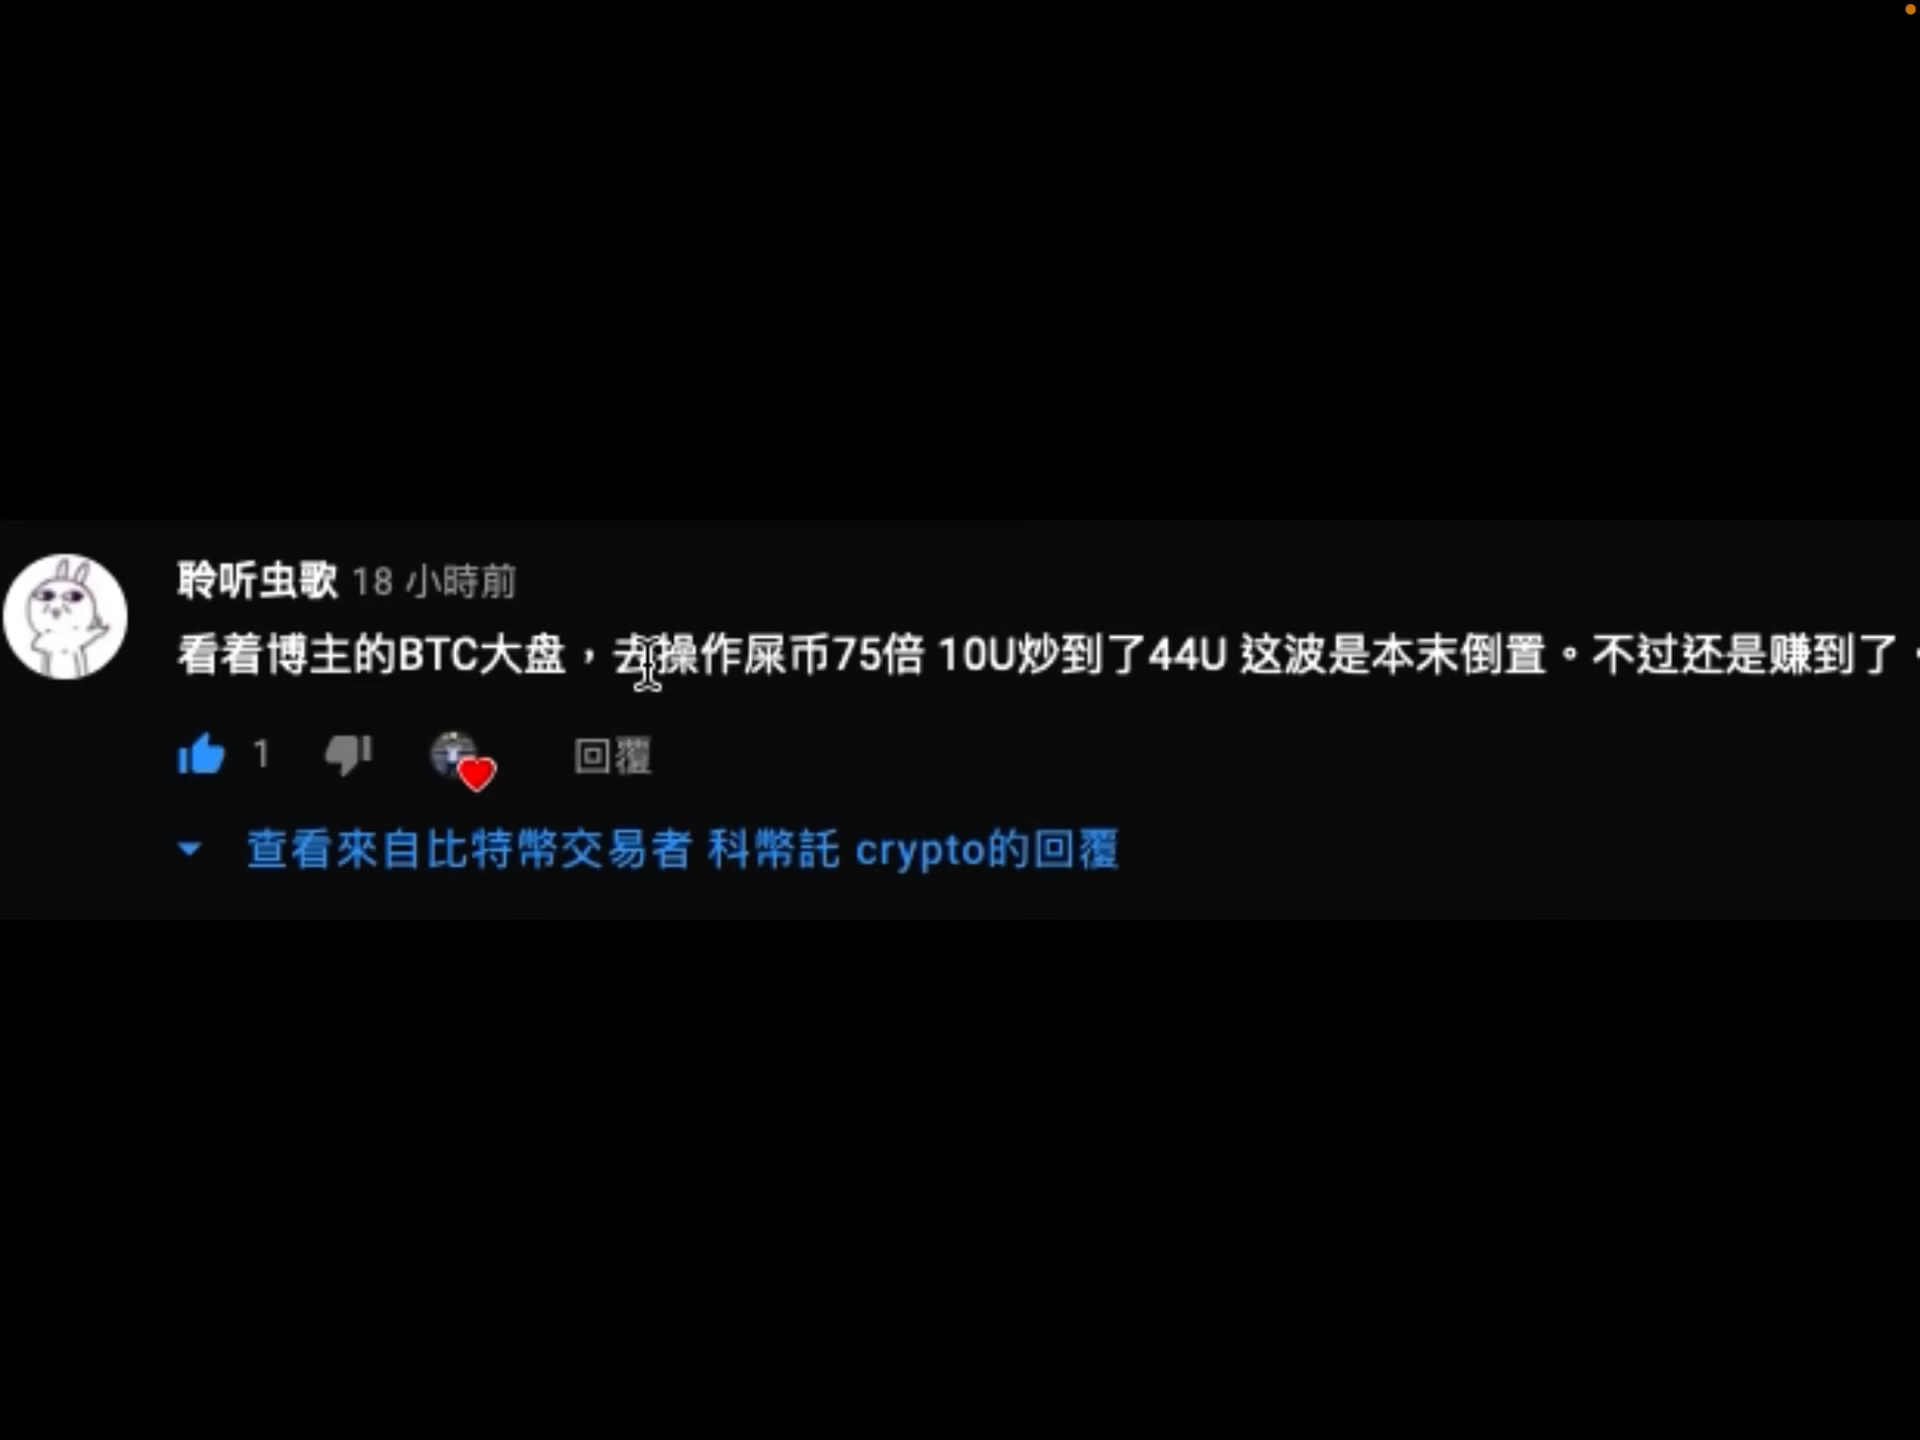 聆听虫歌 18 小時前
看着博主的BTC大盘，去操作屎币75倍 10U炒到了44U 这波是本末倒置。不过还是赚到了
1 回覆
查看來自比特幣交易者 科幣託 crypto的回覆